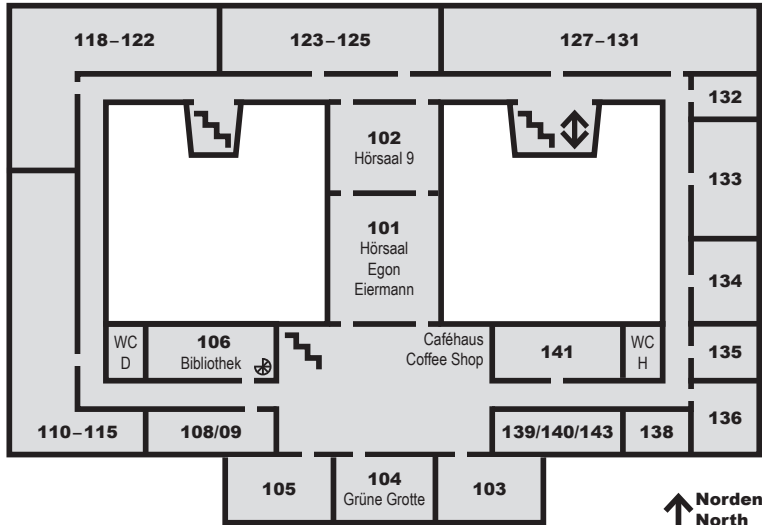 118–122
123–125
127–131
132
102
Hörsaal 9
133
101
Hörsaal
Egon
Eiermann
134
WC
D
106
Bibliothek
Caféhaus
Coffee Shop
141
WC
H
135
110–115
108/09
139/140/143
138
136
105
104
Grüne Grotte
103
Norden
North